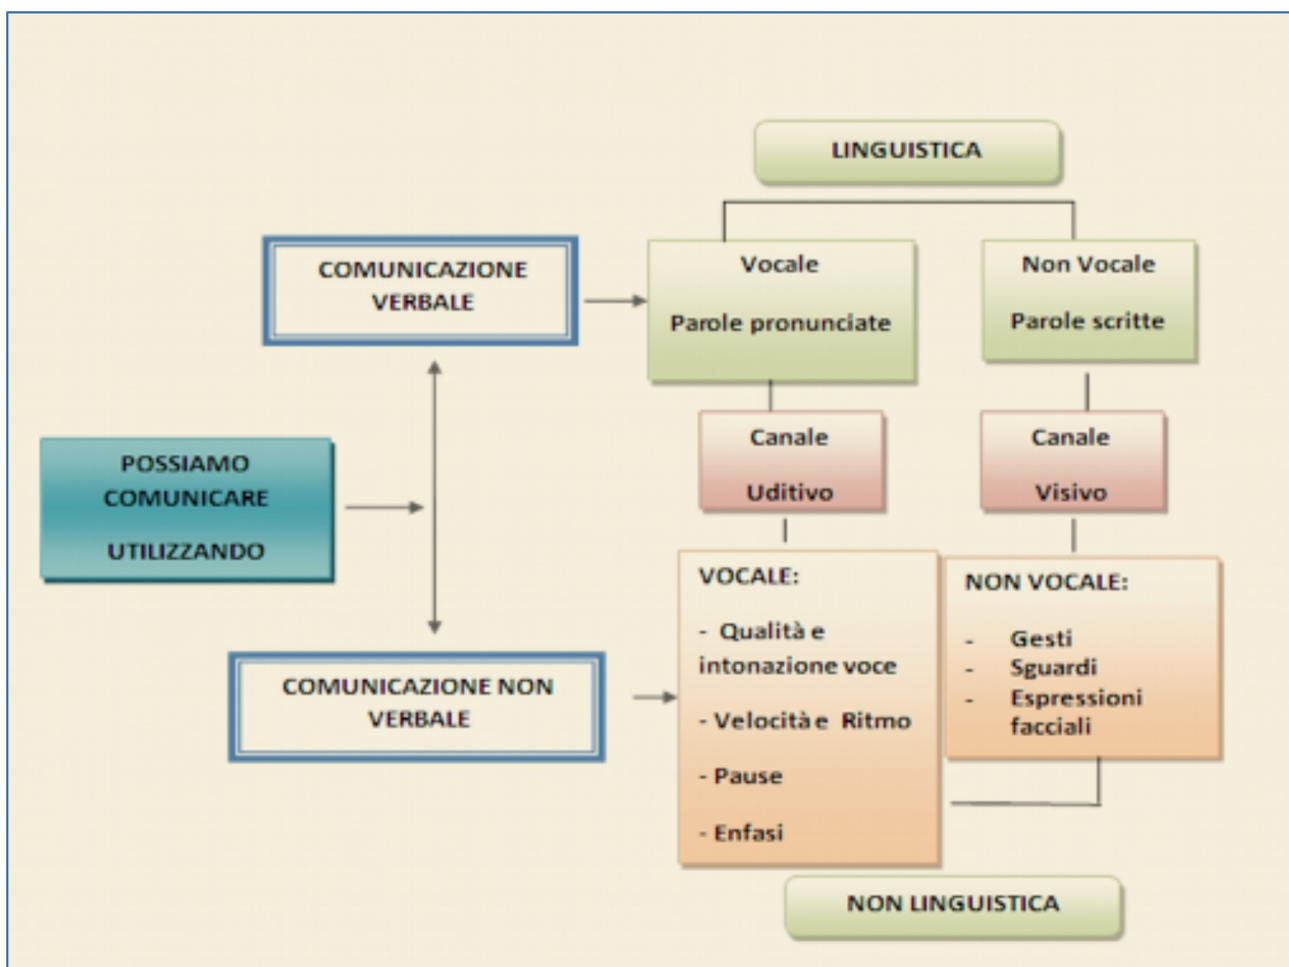 LINGUISTICA
COMUNICAZIONE
VERBALE
Vocale
Parole pronunciate
Non Vocale
Parole scritte
POSSIAMO
COMUNICARE
UTILIZZANDO
Canale
Uditivo
Canale
Visivo
COMUNICAZIONE NON
VERBALE
VOCALE:
- Qualità e
intonazione voce
- Velocità e Ritmo
- Pause
- Enfasi
NON VOCALE:
- Gesti
- Sguardi
- Espressioni
facciali
NON LINGUISTICA